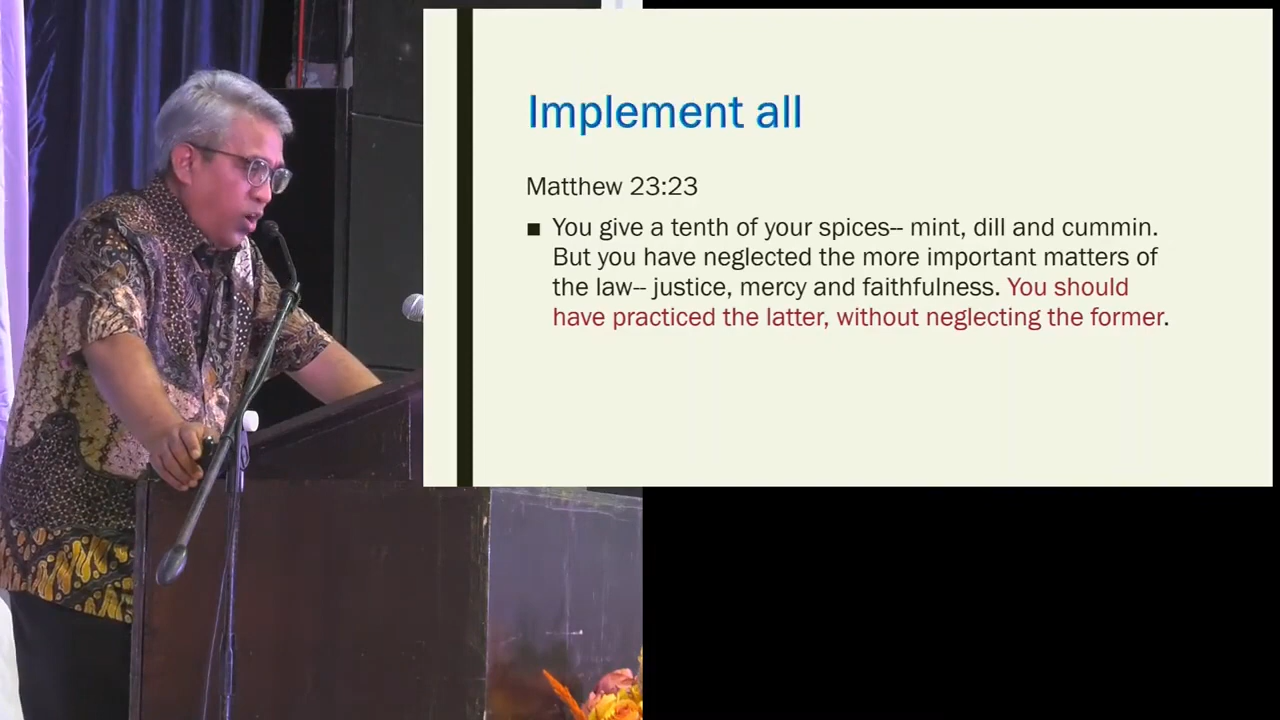 Implement all
Matthew 23:23
■ You give a tenth of your spices-- mint, dill and cummin.
But you have neglected the more important matters of
the law-- justice, mercy and faithfulness. You should
have practiced the latter, without neglecting the former.